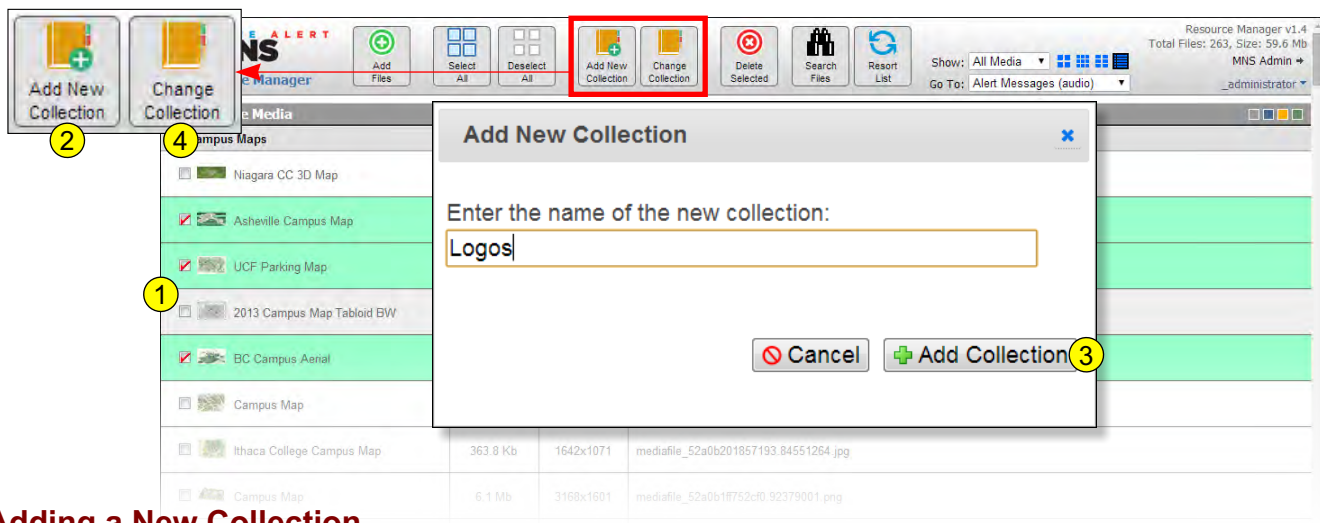 Add New
Collection
2
Change
Collection
4
E ALERT
NS
e Manager
Add
Files
Select
All
Deselect
All
Add New
Collection
Change
Collection
Delete
Selected
Search
Files
Resort
List
Show: All Media
Go To: Alert Messages (audio)
Resource Manager v1.4
Total Files: 263, Size: 59.6 Mb
MNS Admin
_administrator
e Media
ampus Maps
Niagara CC 3D Map
Asheville Campus Map
UCF Parking Map
1
2013 Campus Map Tabloid BW
BC Campus Aerial
Campus Map
Ithaca College Campus Map 363.8 Kb 1642x1071 mediafile_52a0b201857193.84551264.jpg
Campus Map 6.1 Mb 3168x1601 mediafile_52a0b1ff752cf0.92379001.png
Add New Collection
Enter the name of the new collection:
Logos
Cancel
Add Collection
3
Adding a New Collection